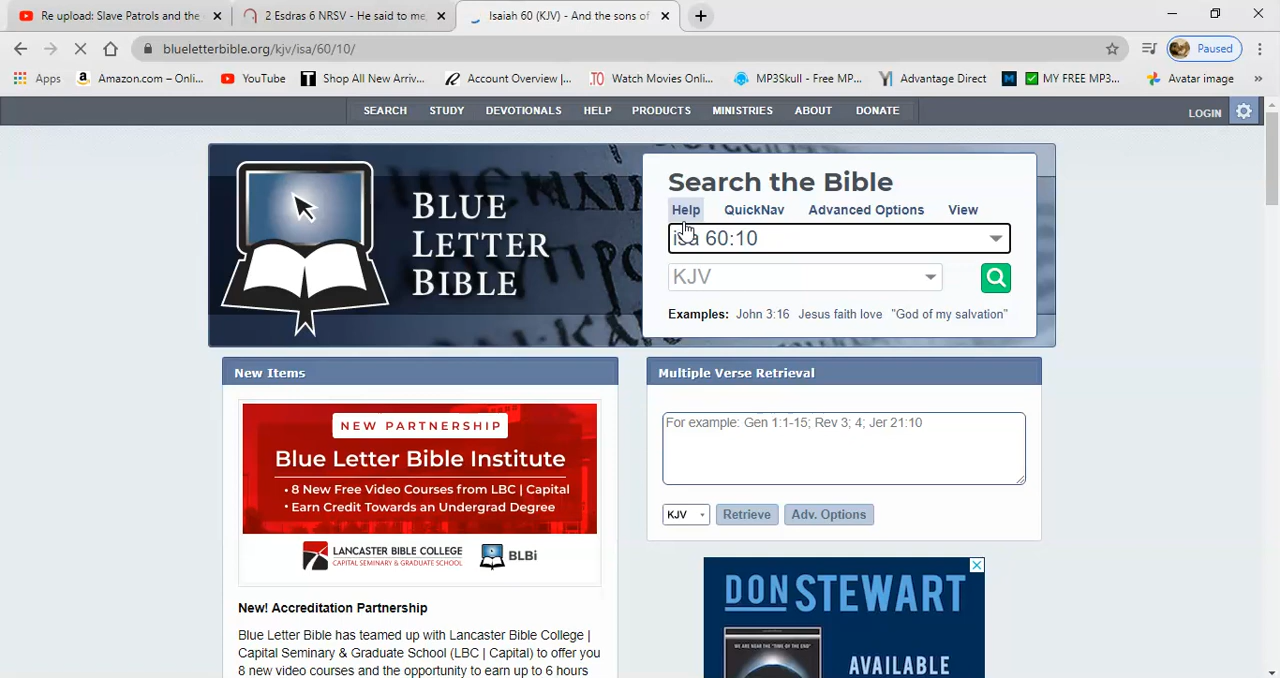 Re upload: Slave Patrols and the
2 Esdras 6 NRSV - He said to me
Isaiah 60 (KJV) - And the sons of
blueletterbible.org/kjv/isa/60/10/
Paused
Apps
Amazon.com – Onli...
YouTube
Shop All New Arriv...
Account Overview |...
Watch Movies Onli...
MP3Skull - Free MP...
Advantage Direct
MY FREE MP3...
Avatar image
»
SEARCH STUDY DEVOTIONALS HELP PRODUCTS MINISTRIES ABOUT DONATE
LOGIN
BLUE
LETTER
BIBLE
Search the Bible
Help QuickNav Advanced Options View
isa 60:10
KJV
Examples: John 3:16 Jesus faith love "God of my salvation"
New Items
NEW PARTNERSHIP
Blue Letter Bible Institute
• 8 New Free Video Courses from LBC | Capital
• Earn Credit Towards an Undergrad Degree
LANCASTER BIBLE COLLEGE
CAPITAL SEMINARY & GRADUATE SCHOOL
BLBi
New! Accreditation Partnership
Blue Letter Bible has teamed up with Lancaster Bible College |
Capital Seminary & Graduate School (LBC | Capital) to offer you
8 new video courses and the opportunity to earn up to 6 hours
Multiple Verse Retrieval
For example: Gen 1:1-15; Rev 3; 4; Jer 21:10
KJV Retrieve Adv. Options
DON STEWART
WE ARE NEAR THE "TIME OF THE END"
AVAILABLE